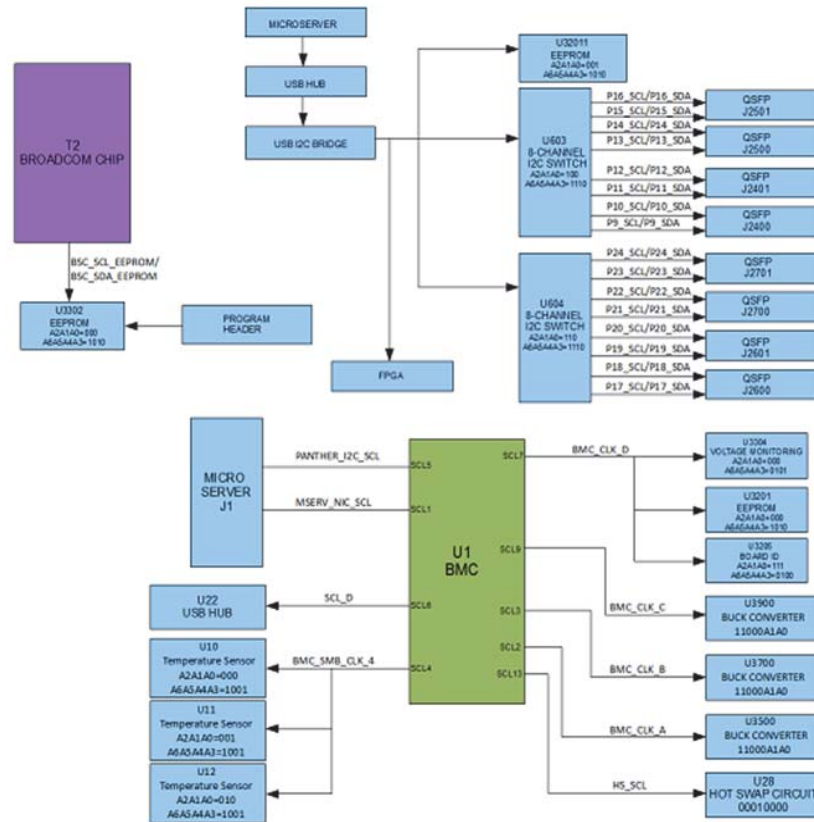 MICROSERVER
USB HUB
USB I2C BRIDGE
T2
BROADCOM CHIP
BSC_SCL_EEPROM/
BSC_SDA_EEPROM
U3302
EEPROM
A2A1A0=000
A6A5A4A3=1010
PROGRAM
HEADER
FPGA
U32011
EEPROM
A2A1A0=001
A6A5A4A3=1010
U603
8-CHANNEL
I2C SWITCH
A2A1A0=100
A6A5A4A3=1110
P16_SCL/P16_SDA
P15_SCL/P15_SDA
P14_SCL/P14_SDA
P13_SCL/P13_SDA
P12_SCL/P12_SDA
P11_SCL/P11_SDA
P10_SCL/P10_SDA
P9_SCL/P9_SDA
QSFP
J2501
QSFP
J2500
QSFP
J2401
QSFP
J2400
U604
8-CHANNEL
I2C SWITCH
A2A1A0=110
A6A5A4A3=1110
P24_SCL/P24_SDA
P23_SCL/P23_SDA
P22_SCL/P22_SDA
P21_SCL/P21_SDA
P20_SCL/P20_SDA
P19_SCL/P19_SDA
P18_SCL/P18_SDA
P17_SCL/P17_SDA
QSFP
J2701
QSFP
J2700
QSFP
J2601
QSFP
J2600
MICRO
SERVER
J1
PANTHER_I2C_SCL
MSERV_NIC_SCL
U22
USB HUB
SCL_D
U10
Temperature Sensor
A2A1A0=000
A6A5A4A3=1001
BMC_SMB_CLK_4
U11
Temperature Sensor
A2A1A0=001
A6A5A4A3=1001
U12
Temperature Sensor
A2A1A0=010
A6A5A4A3=1001
U1
BMC
SCL5
SCL1
SCL6
SCL4
SCL7
SCL9
SCL3
SCL2
SCL13
BMC_CLK_D
BMC_CLK_C
BMC_CLK_B
BMC_CLK_A
HS_SCL
U3304
VOLTAGE MONITORING
A2A1A0=000
A6A5A4A3=0101
U3201
EEPROM
A2A1A0=000
A6A5A4A3=1010
U3205
BOARD ID
A2A1A0=111
A6A5A4A3=0100
U3900
BUCK CONVERTER
11000A1A0
U3700
BUCK CONVERTER
11000A1A0
U3500
BUCK CONVERTER
11000A1A0
U28
HOT SWAP CIRCUIT
00010000